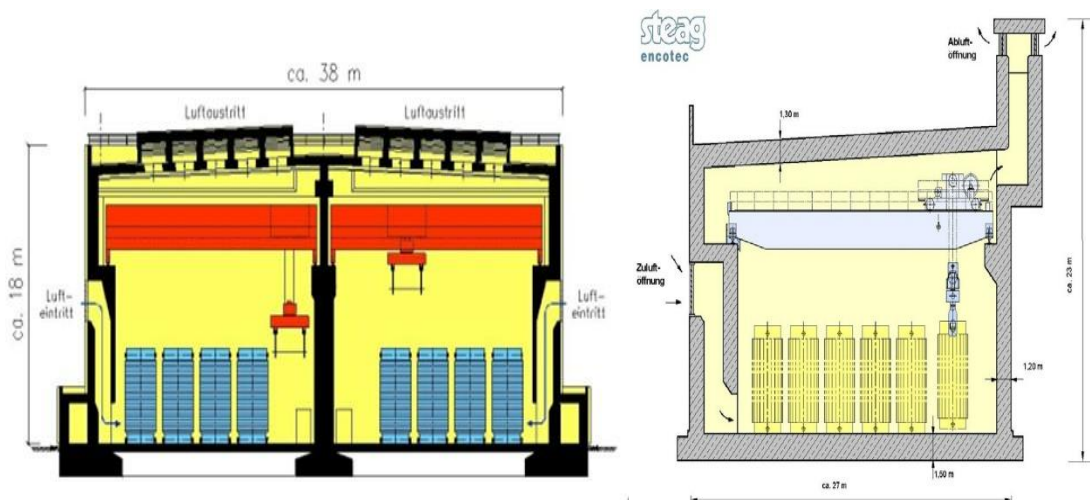 ca. 38 m
Luftaustritt
Luftaustritt
ca. 18 m
Luft-
eintritt
Luft-
eintritt
steag
encotec
Abluft-
öffnung
1,30 m
Zuluft-
öffnung
ca. 23 m
1,20 m
1,50 m
ca. 27 m